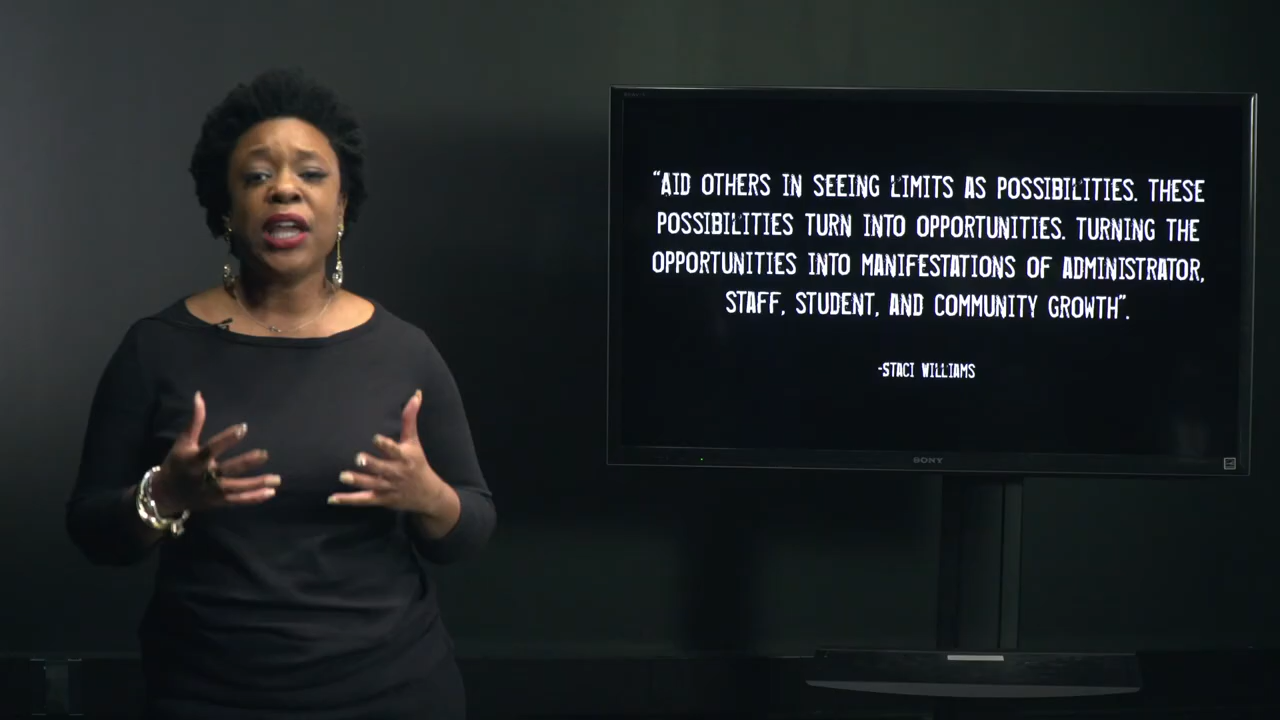 “AID OTHERS IN SEEING LIMITS AS POSSIBILITIES. THESE
POSSIBILITIES TURN INTO OPPORTUNITIES. TURNING THE
OPPORTUNITIES INTO MANIFESTATIONS OF ADMINISTRATOR,
STAFF, STUDENT, AND COMMUNITY GROWTH”.
-STACI WILLIAMS
SONY